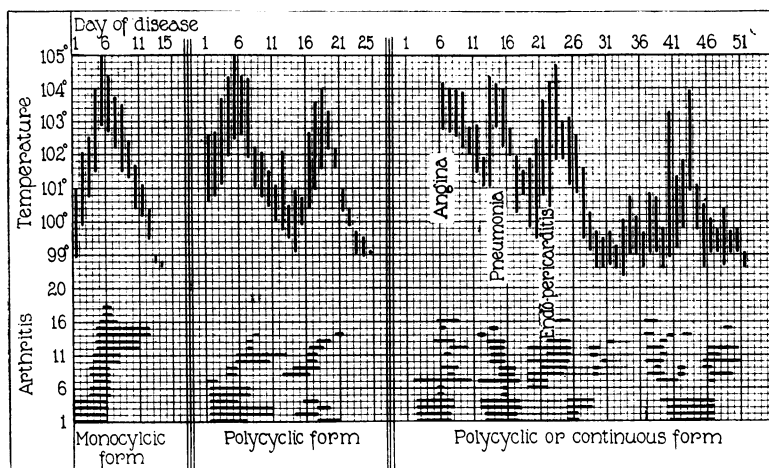 Day of disease
1 6 11 15 1 6 11 16 21 25 1 6 11 16 21 26 31 36 41 46 51
Temperature
105°
104°
103°
102°
101°
100°
99°
Angina
Pneumonia
Endo-pericarditis
Arthritis
20
16
11
6
1
Monocylcic
form
Polycyclic form
Polycyclic or continuous form